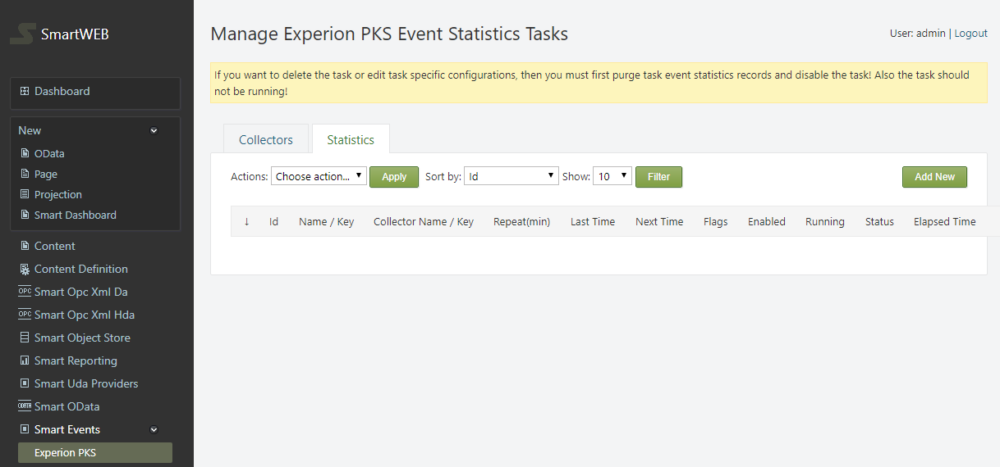 SmartWEB
Dashboard
New
OData
Page
Projection
Smart Dashboard
Content
Content Definition
OPC Smart Opc Xml Da
OPC Smart Opc Xml Hda
Smart Object Store
Smart Reporting
Smart Uda Providers
ODATA Smart OData
Smart Events
Experion PKS
Manage Experion PKS Event Statistics Tasks
User: admin | Logout
If you want to delete the task or edit task specific configurations, then you must first purge task event statistics records and disable the task! Also the task should
not be running!
Collectors Statistics
Actions: Choose action... Apply Sort by: Id Show: 10 Filter Add New
↓ Id Name / Key Collector Name / Key Repeat(min) Last Time Next Time Flags Enabled Running Status Elapsed Time